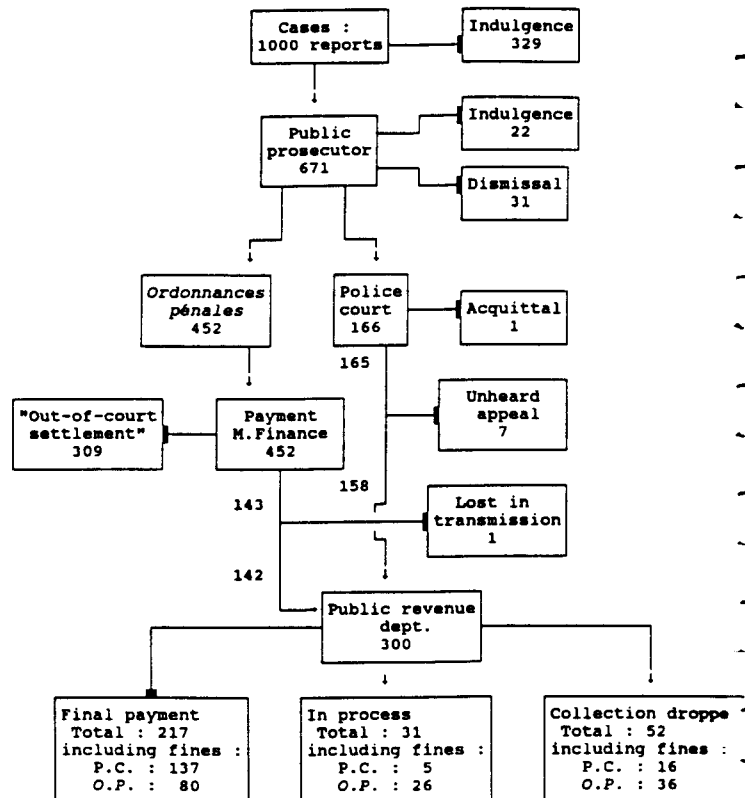 Cases :
1000 reports
Indulgence
329
Indulgence
22
Public
prosecutor
671
Dismissal
31
Ordonnances
pénales
452
Police
court
166
Acquittal
1
165
"Out-of-court
settlement"
309
Payment
M.Finance
452
Unheard
appeal
7
158
143
Lost in
transmission
1
142
Public revenue
dept.
300
Final payment
Total : 217
including fines :
P.C. : 137
O.P. : 80
In process
Total : 31
including fines :
P.C. : 5
O.P. : 26
Collection droppe
Total : 52
including fines :
P.C. : 16
O.P. : 36